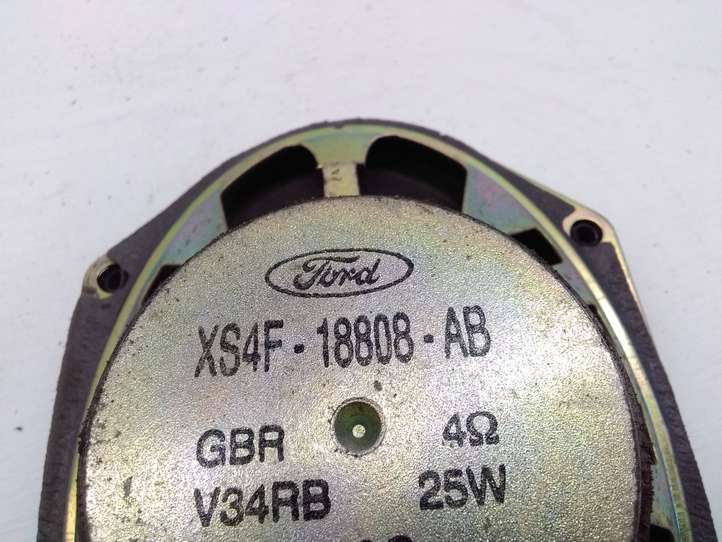 Ford
XS4F-18808-AB
GBR 4Ω
V34RB 25W